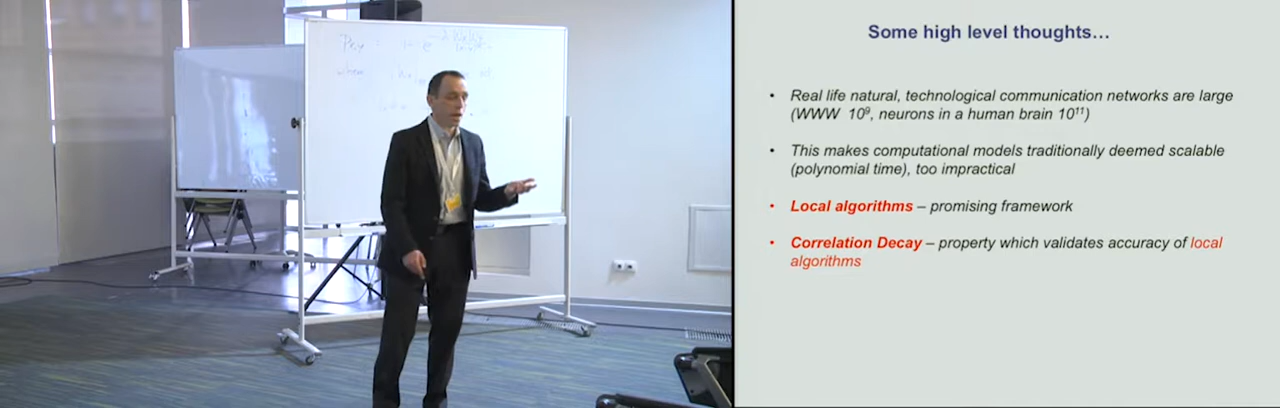 Some high level thoughts…
• Real life natural, technological communication networks are large
(WWW 10⁹, neurons in a human brain 10¹¹)
• This makes computational models traditionally deemed scalable
(polynomial time), too impractical
• Local algorithms – promising framework
• Correlation Decay – property which validates accuracy of local
algorithms
where